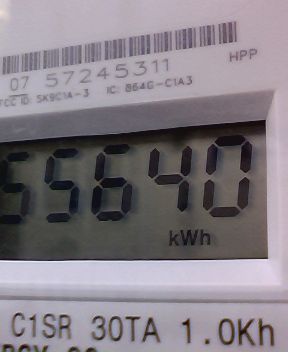 07 57245311
FCC ID: SK9C1A-3 IC: 864G-C1A3
HPP
55640
kWh
C1SR 30TA 1.0Kh